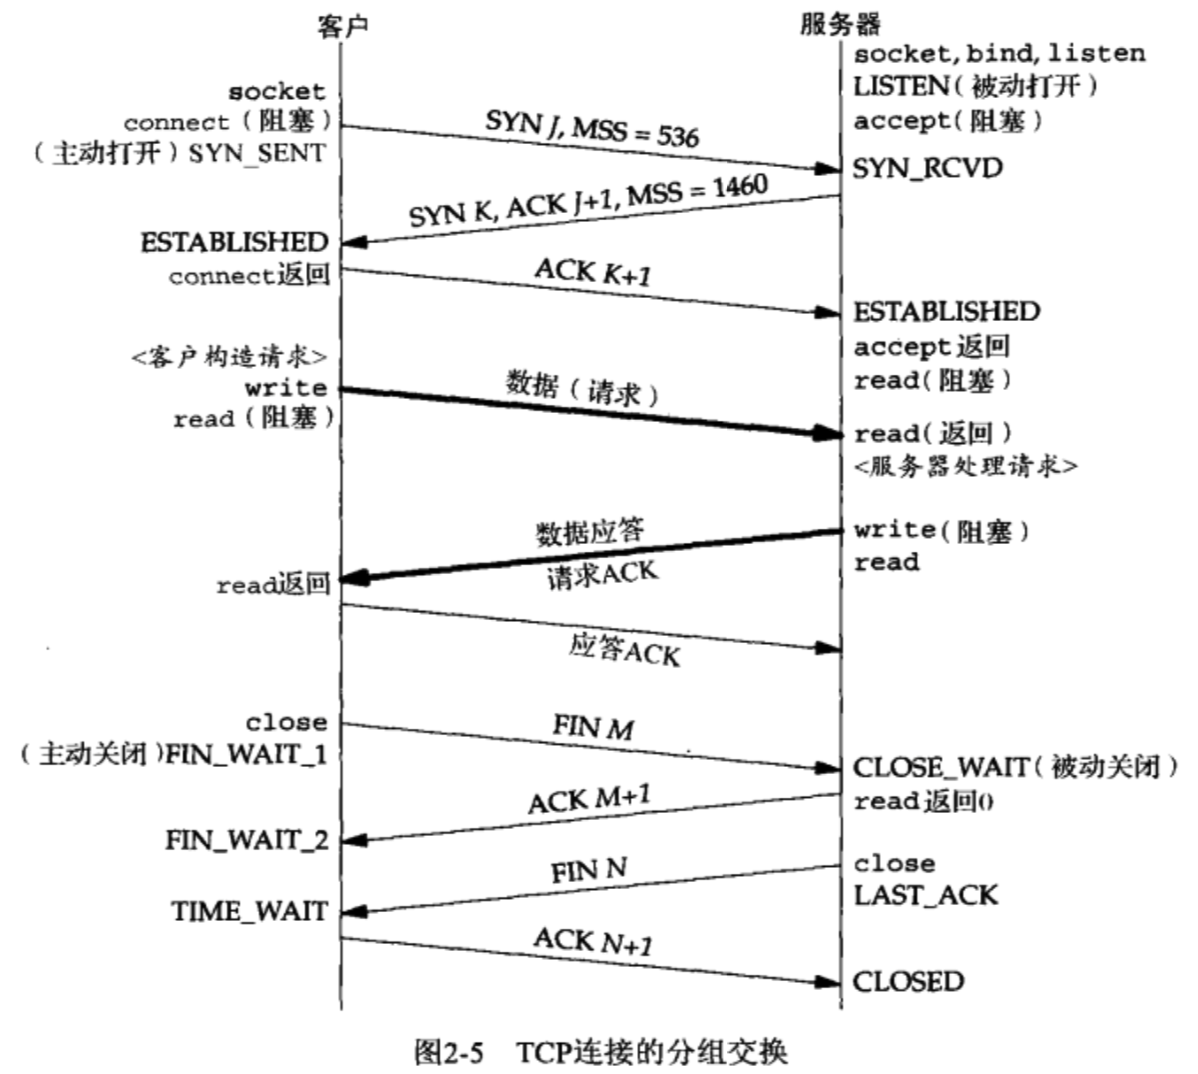 客户
服务器
socket, bind, listen
LISTEN(被动打开)
accept(阻塞)
socket
connect(阻塞)
(主动打开)SYN_SENT
SYN J, MSS = 536
SYN_RCVD
SYN K, ACK J+1, MSS = 1460
ESTABLISHED
connect返回
ACK K+1
ESTABLISHED
accept返回
read(阻塞)
<客户构造请求>
write
read(阻塞)
数据(请求)
read(返回)
<服务器处理请求>
write(阻塞)
read
数据应答
请求ACK
read返回
应答ACK
close
(主动关闭)FIN_WAIT_1
FIN M
CLOSE_WAIT(被动关闭)
read返回0
ACK M+1
FIN_WAIT_2
close
LAST_ACK
FIN N
TIME_WAIT
ACK N+1
CLOSED
图2-5 TCP连接的分组交换